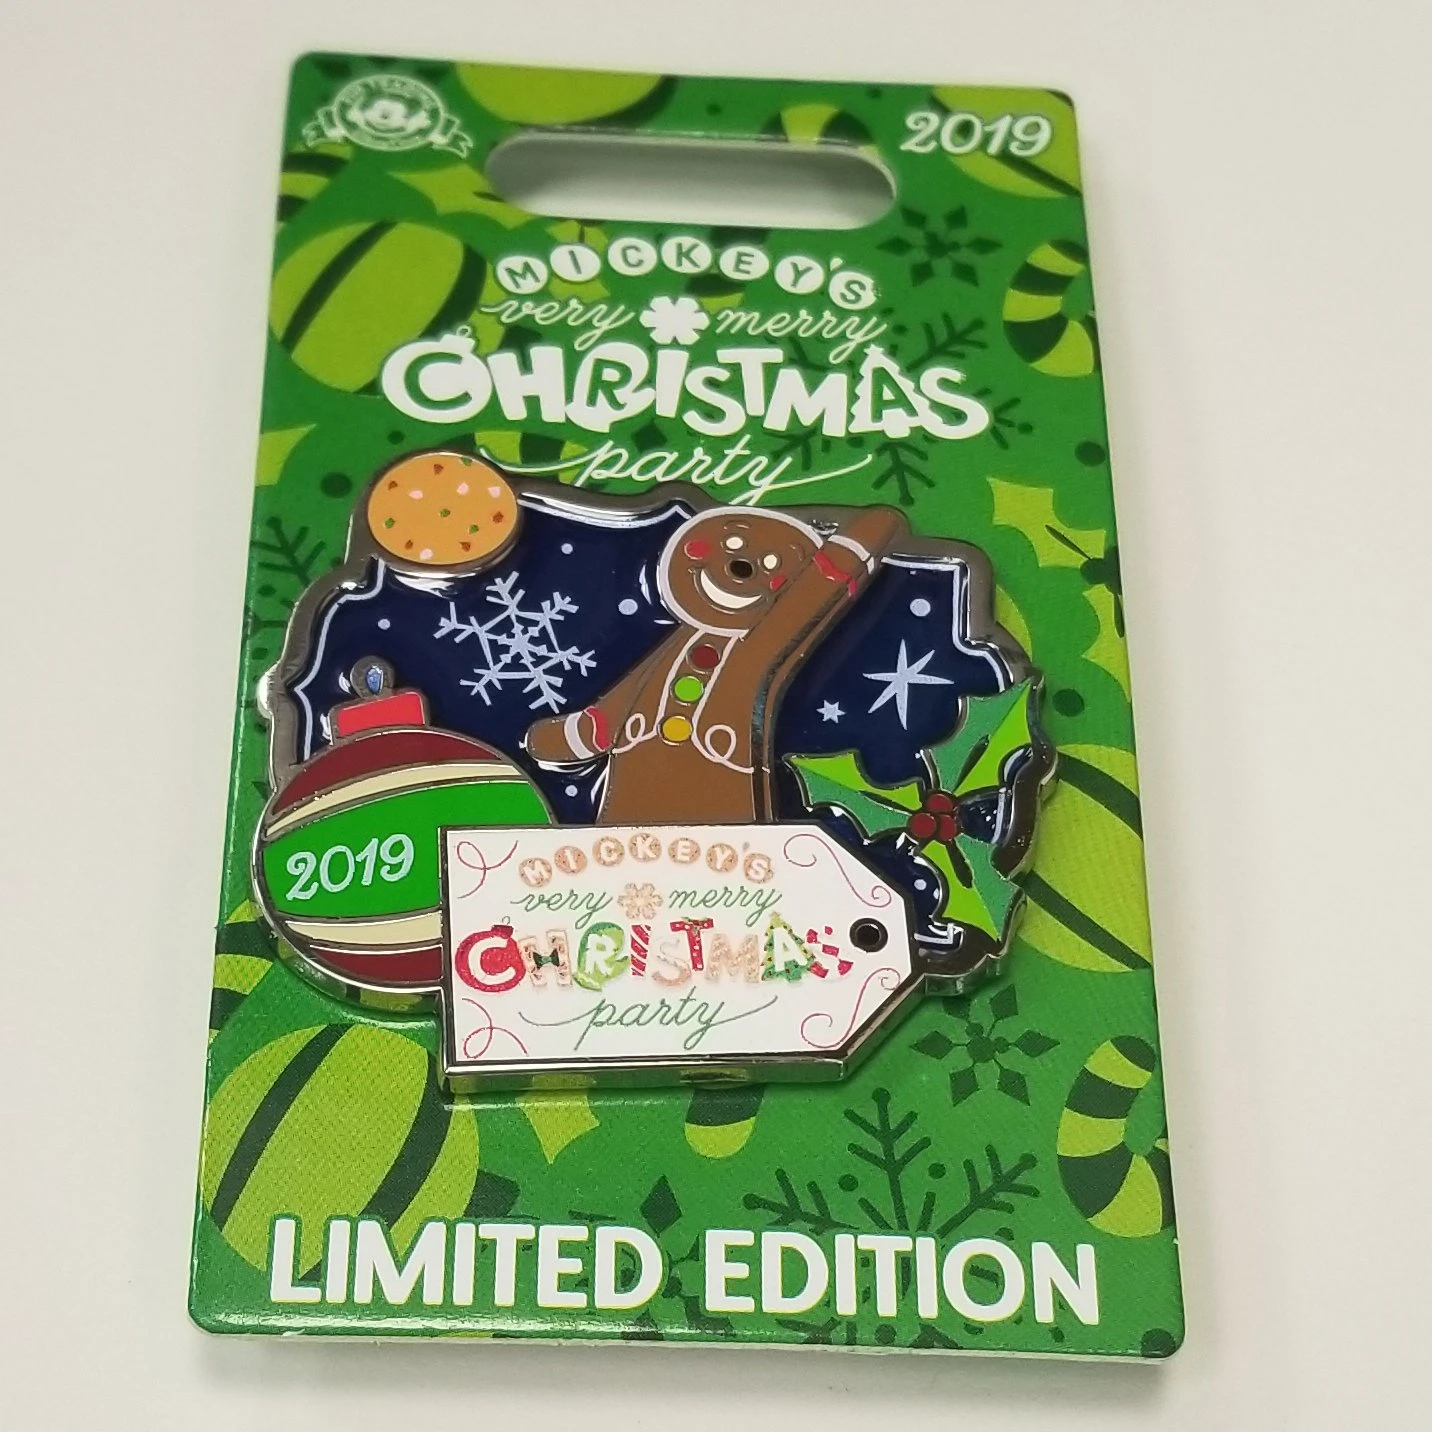 2019
MICKEY'S
very merry
CHRISTMAS
party
2019
MICKEY'S
very merry
CHRISTMAS
party
LIMITED EDITION